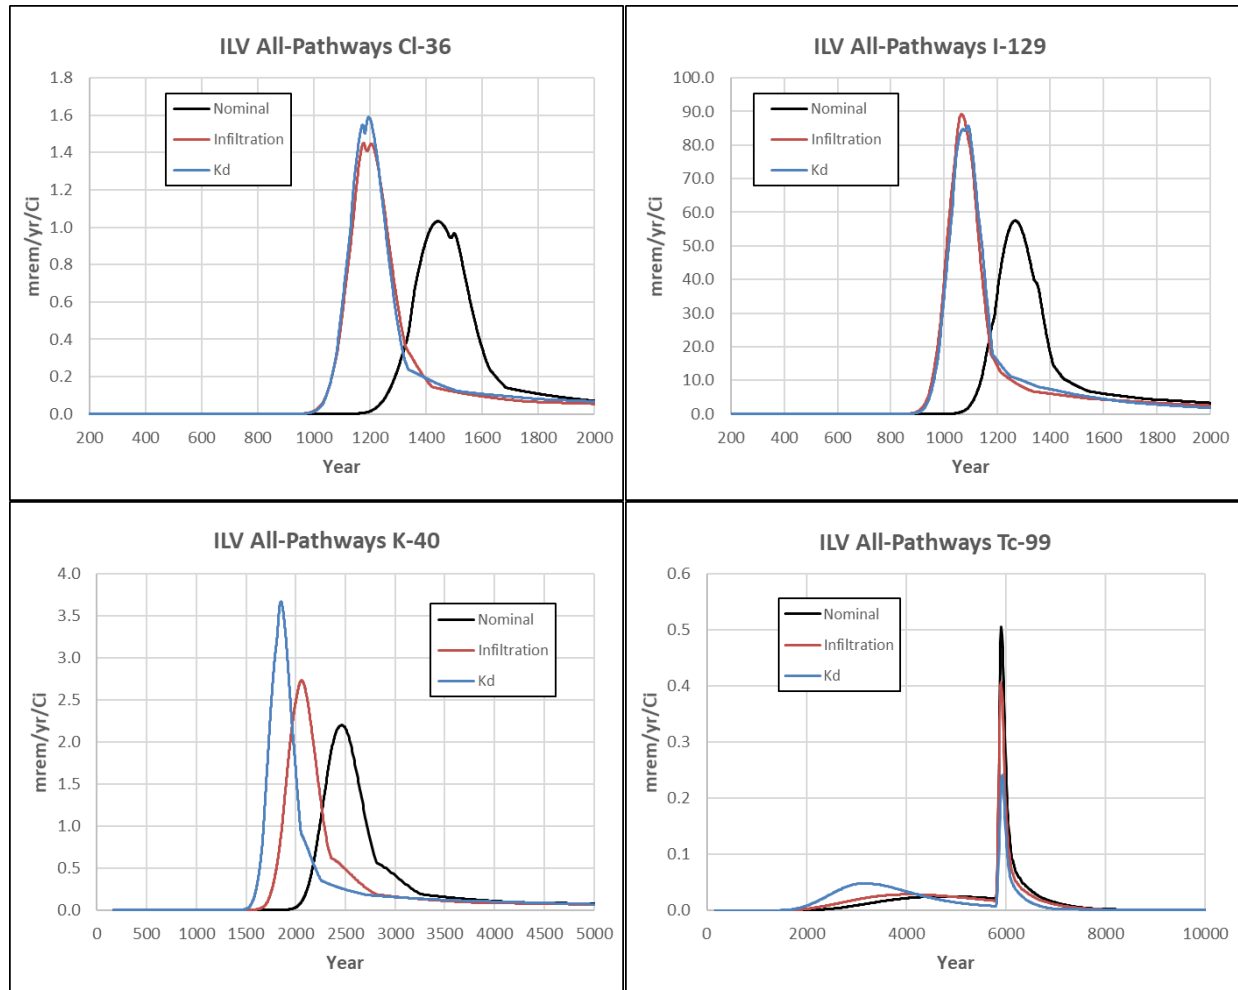 ILV All-Pathways Cl-36
mrem/yr/Ci
1.8
1.6
1.4
1.2
1.0
0.8
0.6
0.4
0.2
0.0
Nominal
Infiltration
Kd
200 400 600 800 1000 1200 1400 1600 1800 2000
Year
ILV All-Pathways I-129
mrem/yr/Ci
100.0
90.0
80.0
70.0
60.0
50.0
40.0
30.0
20.0
10.0
0.0
Nominal
Infiltration
Kd
200 400 600 800 1000 1200 1400 1600 1800 2000
Year
ILV All-Pathways K-40
mrem/yr/Ci
4.0
3.5
3.0
2.5
2.0
1.5
1.0
0.5
0.0
Nominal
Infiltration
Kd
0 500 1000 1500 2000 2500 3000 3500 4000 4500 5000
Year
ILV All-Pathways Tc-99
mrem/yr/Ci
0.6
0.5
0.4
0.3
0.2
0.1
0.0
Nominal
Infiltration
Kd
0 2000 4000 6000 8000 10000
Year